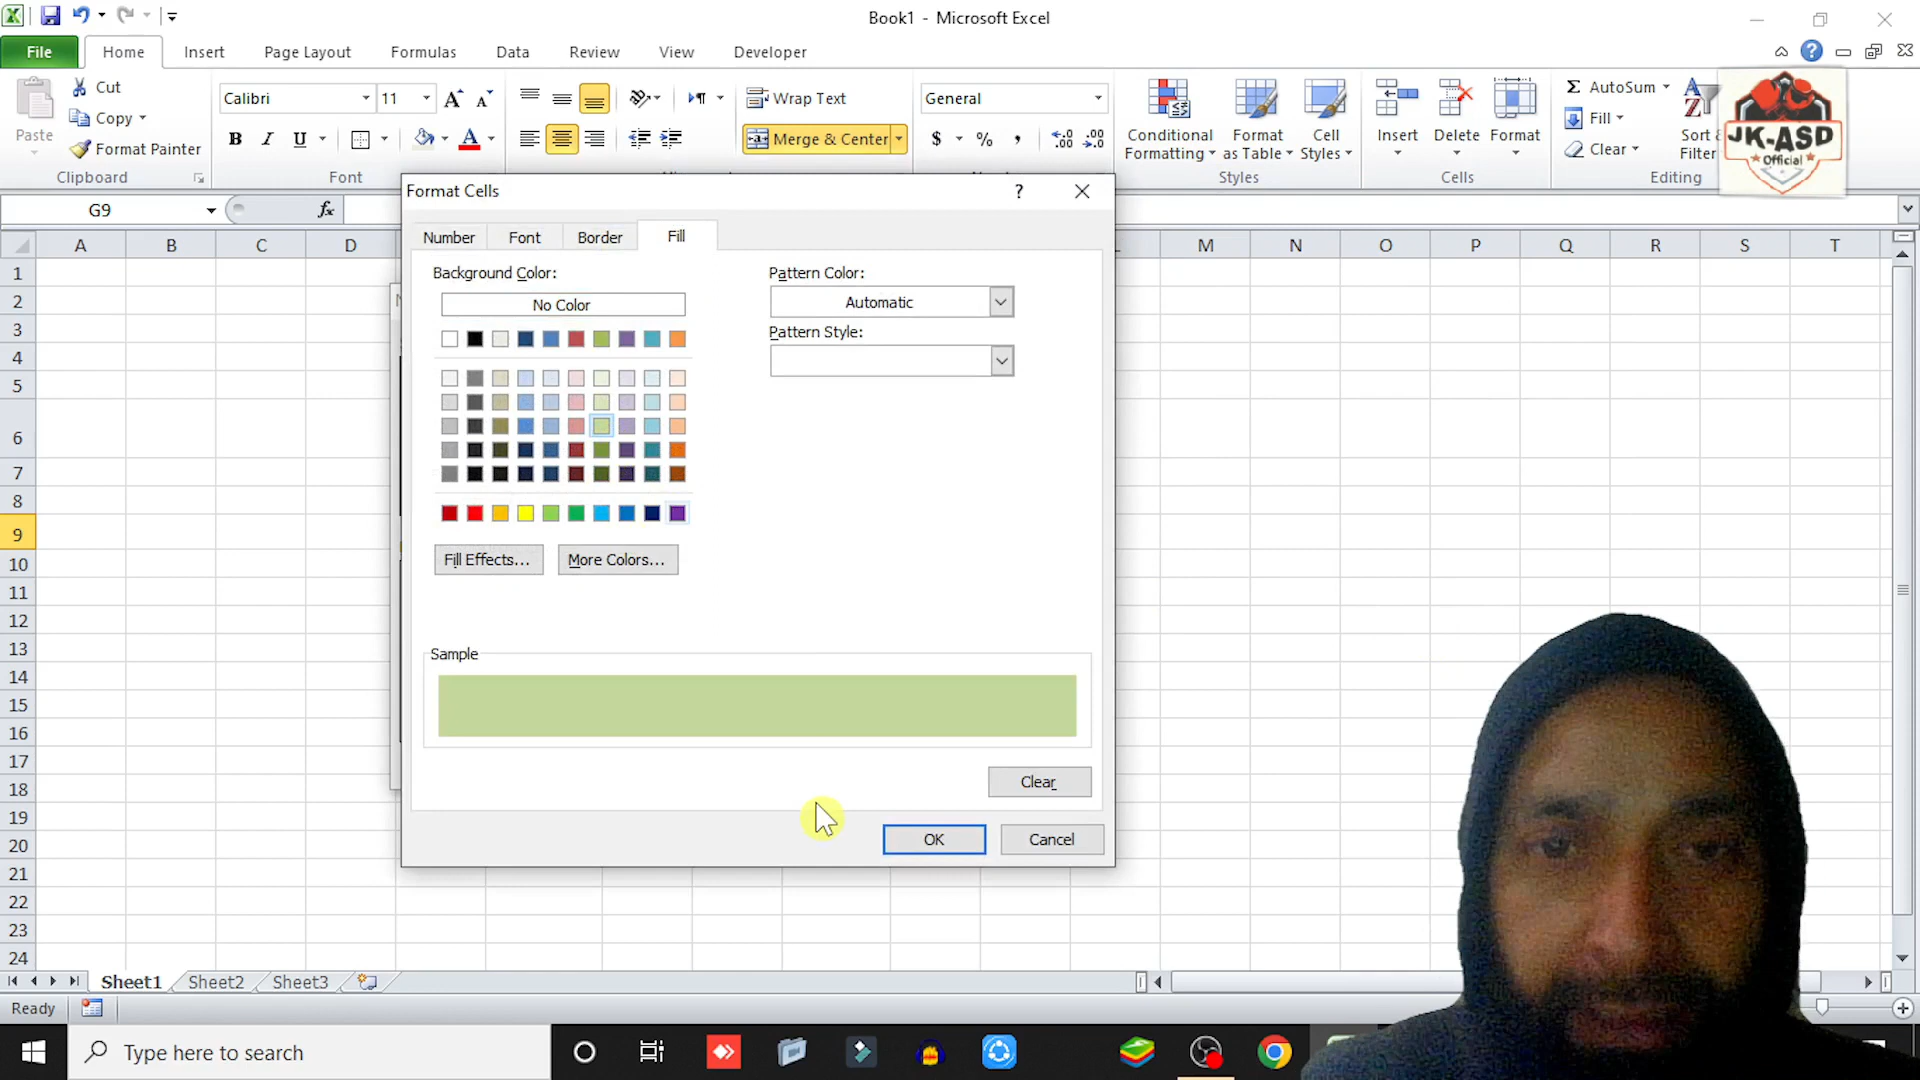 Book1 - Microsoft Excel
File Home Insert Page Layout Formulas Data Review View Developer
Paste
Cut
Copy
Format Painter
Clipboard
Calibri 11
B I U A
Font
Wrap Text
Merge & Center
General
$ % ,
Conditional Formatting
Format as Table
Cell Styles
Styles
Insert Delete Format
Cells
Σ AutoSum
Fill
Clear
Sort &
Filter
Editing
JK-ASD
Official
G9 fx
Format Cells ?
Number Font Border Fill
A B C D M N O P Q R S T
1
2
3
4
5
6
7
8
9
10
11
12
13
14
15
16
17
18
19
20
21
22
23
24
Background Color:
No Color
Pattern Color:
Automatic
Pattern Style:
Fill Effects...
More Colors...
Sample
Clear
OK Cancel
Sheet1 Sheet2 Sheet3
Ready
Type here to search